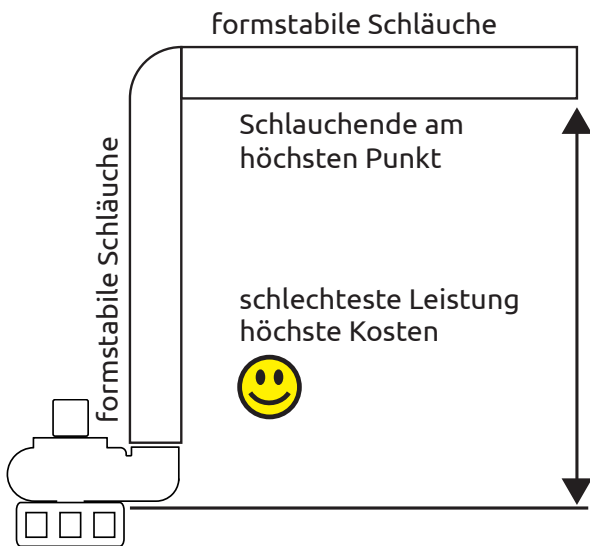 formstabile Schläuche
Schlauchende am
höchsten Punkt
formstabile Schläuche
schlechteste Leistung
höchste Kosten